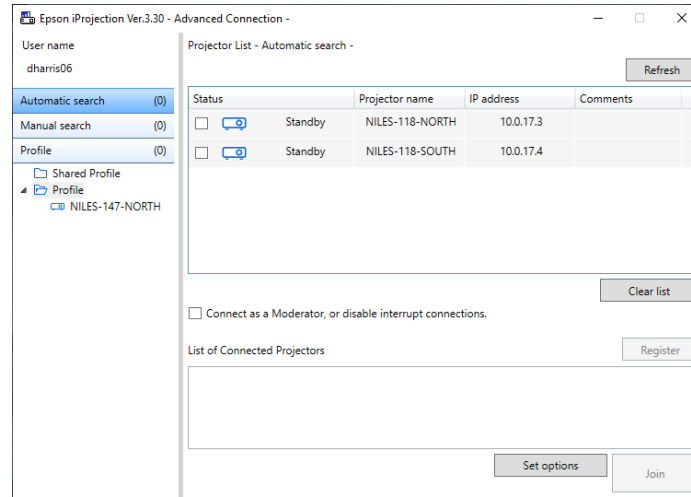 Epson iProjection Ver.3.30 - Advanced Connection -
User name
dharris06
Automatic search (0)
Manual search (0)
Profile (0)
Shared Profile
Profile
NILES-147-NORTH
Projector List - Automatic search -
Refresh
Status Projector name IP address Comments
Standby NILES-118-NORTH 10.0.17.3
Standby NILES-118-SOUTH 10.0.17.4
Clear list
Connect as a Moderator, or disable interrupt connections.
List of Connected Projectors
Register
Set options
Join